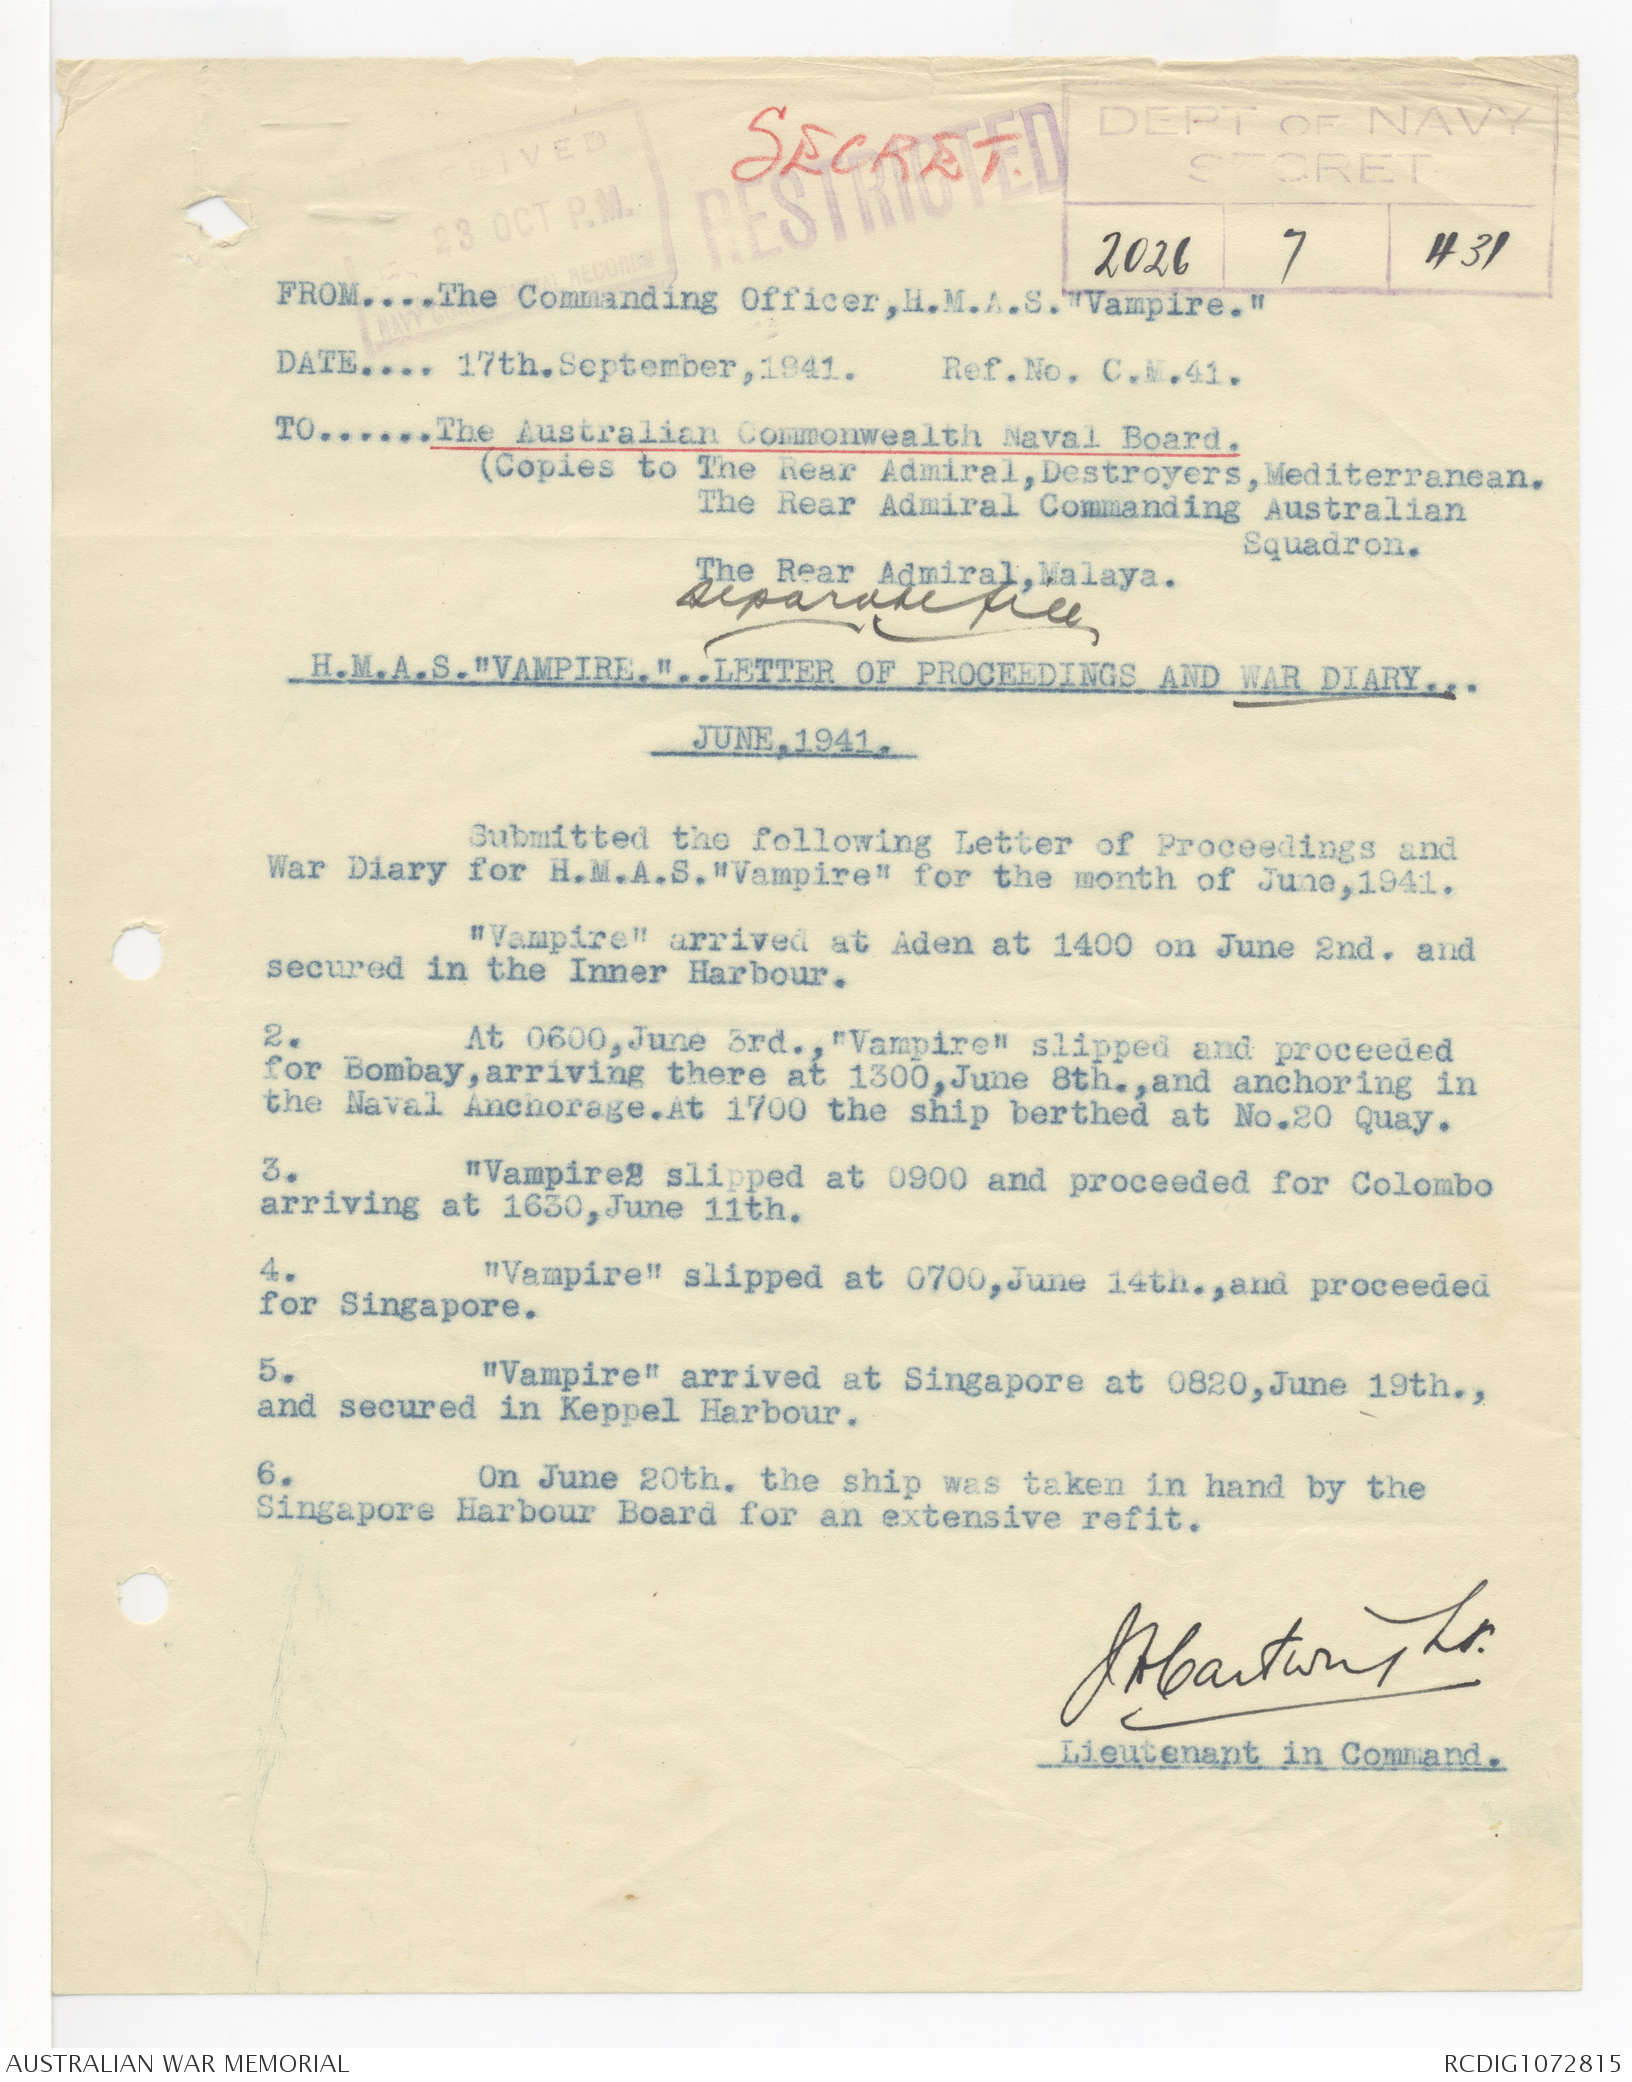 SECRET.
RESTRICTED
DEPT OF NAVY
SECRET
2026 7 431
RECEIVED
23 OCT P.M.
FROM....The Commanding Officer,H.M.A.S."Vampire."
DATE.... 17th.September,1941. Ref.No. C.M.41.
TO......The Australian Commonwealth Naval Board.
(Copies to The Rear Admiral,Destroyers,Mediterranean.
The Rear Admiral Commanding Australian
Squadron.
The Rear Admiral,Malaya.
separate file
H.M.A.S."VAMPIRE."..LETTER OF PROCEEDINGS AND WAR DIARY...
JUNE,1941.
Submitted the following Letter of Proceedings and
War Diary for H.M.A.S."Vampire" for the month of June,1941.
"Vampire" arrived at Aden at 1400 on June 2nd. and
secured in the Inner Harbour.
2. At 0600,June 3rd.,"Vampire" slipped and proceeded
for Bombay,arriving there at 1300,June 8th.,and anchoring in
the Naval Anchorage.At 1700 the ship berthed at No.20 Quay.
3. "Vampire" slipped at 0900 and proceeded for Colombo
arriving at 1630,June 11th.
4. "Vampire" slipped at 0700,June 14th.,and proceeded
for Singapore.
5. "Vampire" arrived at Singapore at 0820,June 19th.,
and secured in Keppel Harbour.
6. On June 20th. the ship was taken in hand by the
Singapore Harbour Board for an extensive refit.
Lt.
Lieutenant in Command.
AUSTRALIAN WAR MEMORIAL
RCDIG1072815